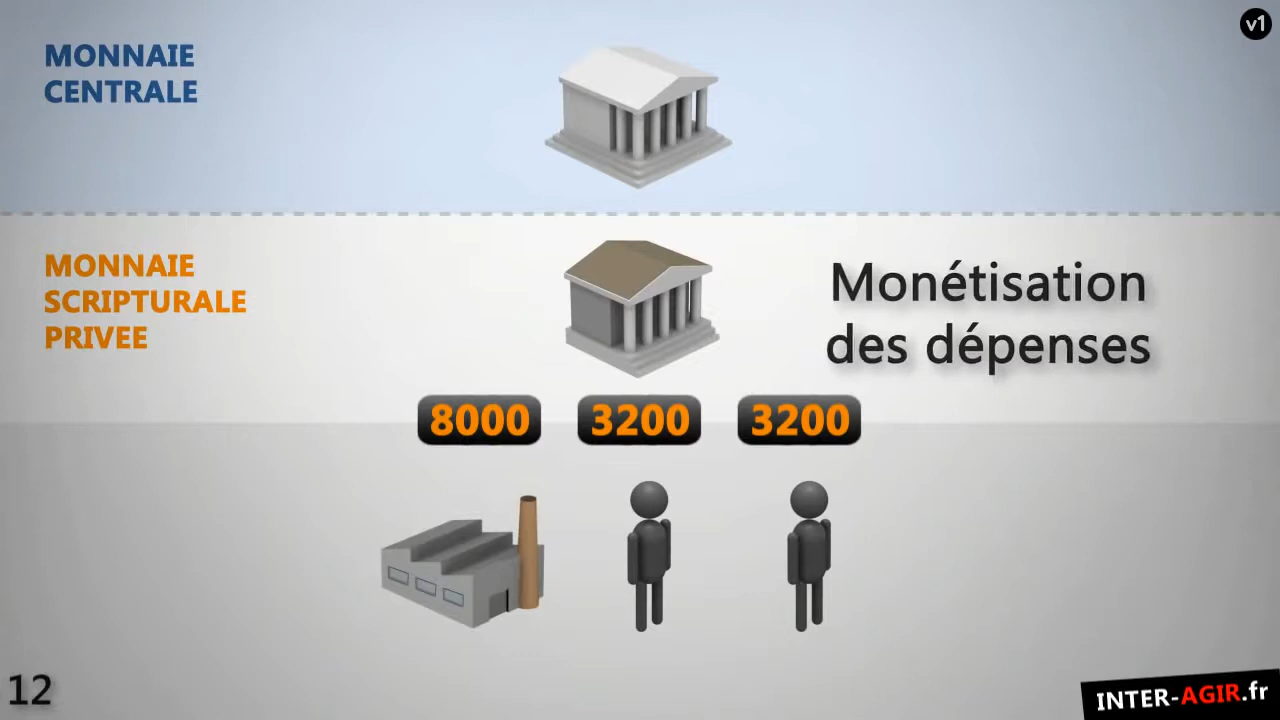 v1
MONNAIE
CENTRALE
MONNAIE
SCRIPTURALE
PRIVEE
Monétisation
des dépenses
8000 3200 3200
12
INTER-AGIR.fr